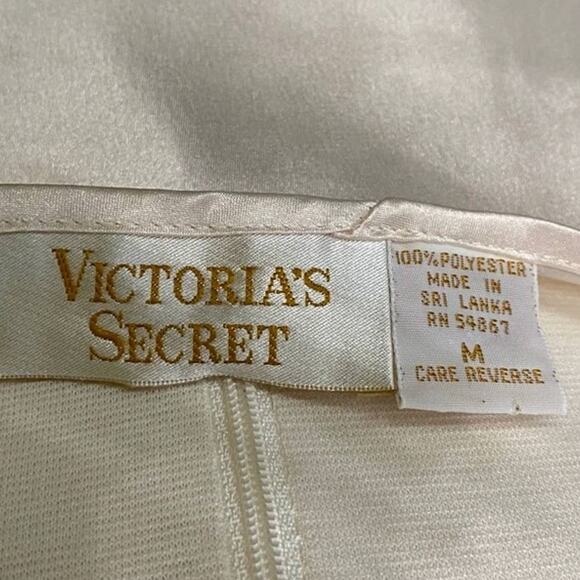 VICTORIA'S
SECRET
100% POLYESTER
MADE IN
SRI LANKA
RN 54867
M
CARE REVERSE